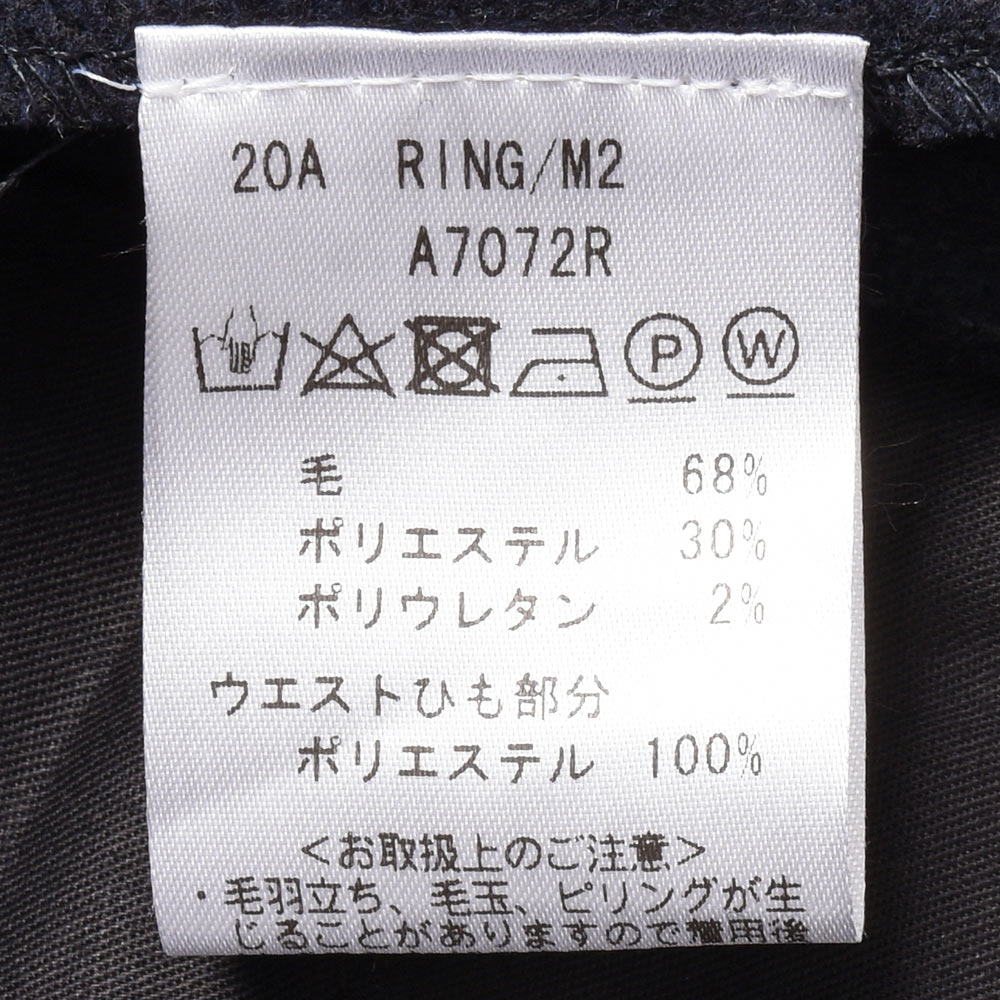 20A RING/M2
A7072R
P W
毛 68%
ポリエステル 30%
ポリウレタン 2%
ウエストひも部分
ポリエステル 100%
＜お取扱上のご注意＞
・毛羽立ち、毛玉、ピリングが生
じることがありますので着用後